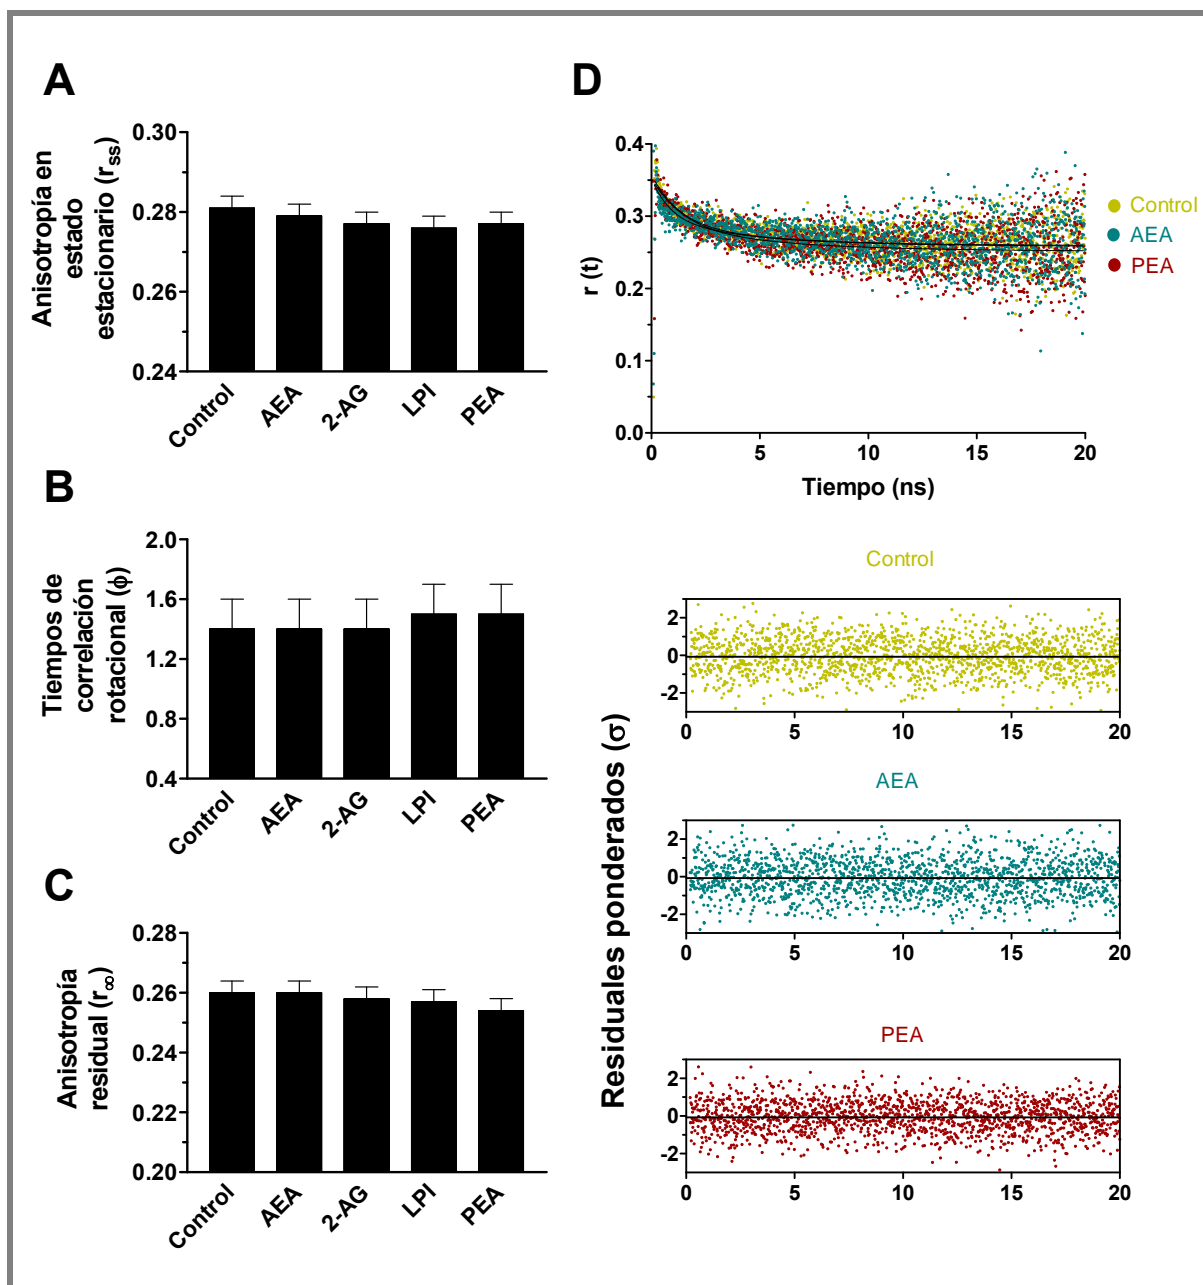 A
Anisotropía en
estado
estacionario (rss)
0.30
0.28
0.26
0.24
Control
AEA
2-AG
LPI
PEA
B
Tiempos de
correlación
rotacional (ϕ)
2.0
1.6
1.2
0.8
0.4
Control
AEA
2-AG
LPI
PEA
C
Anisotropía
residual (r∞)
0.28
0.26
0.24
0.22
0.20
Control
AEA
2-AG
LPI
PEA
D
r (t)
0.4
0.3
0.2
0.1
0.0
0
5
10
15
20
Tiempo (ns)
Control
AEA
PEA
Residuales ponderados (σ)
Control
2
0
-2
0
5
10
15
20
AEA
2
0
-2
0
5
10
15
20
PEA
2
0
-2
0
5
10
15
20